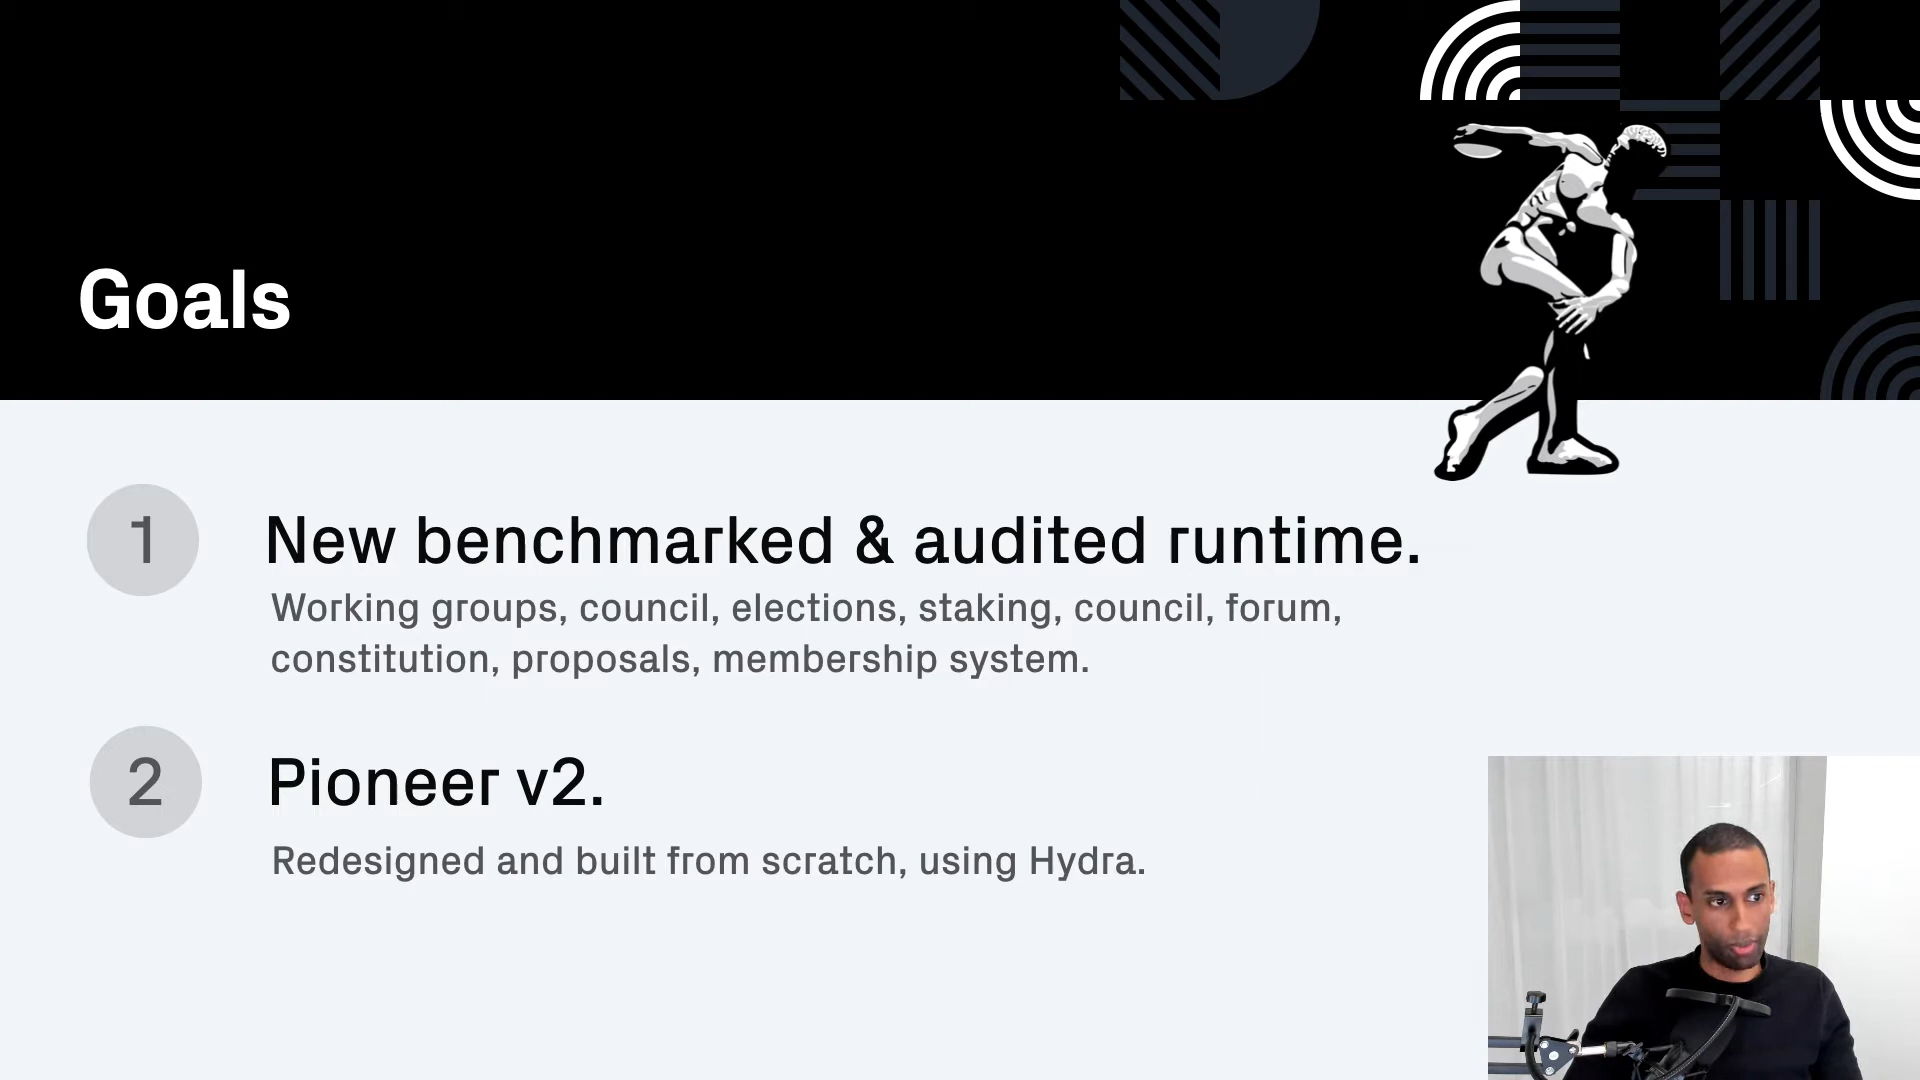 Goals
1
New benchmarked & audited runtime.
Working groups, council, elections, staking, council, forum,
constitution, proposals, membership system.
2
Pioneer v2.
Redesigned and built from scratch, using Hydra.